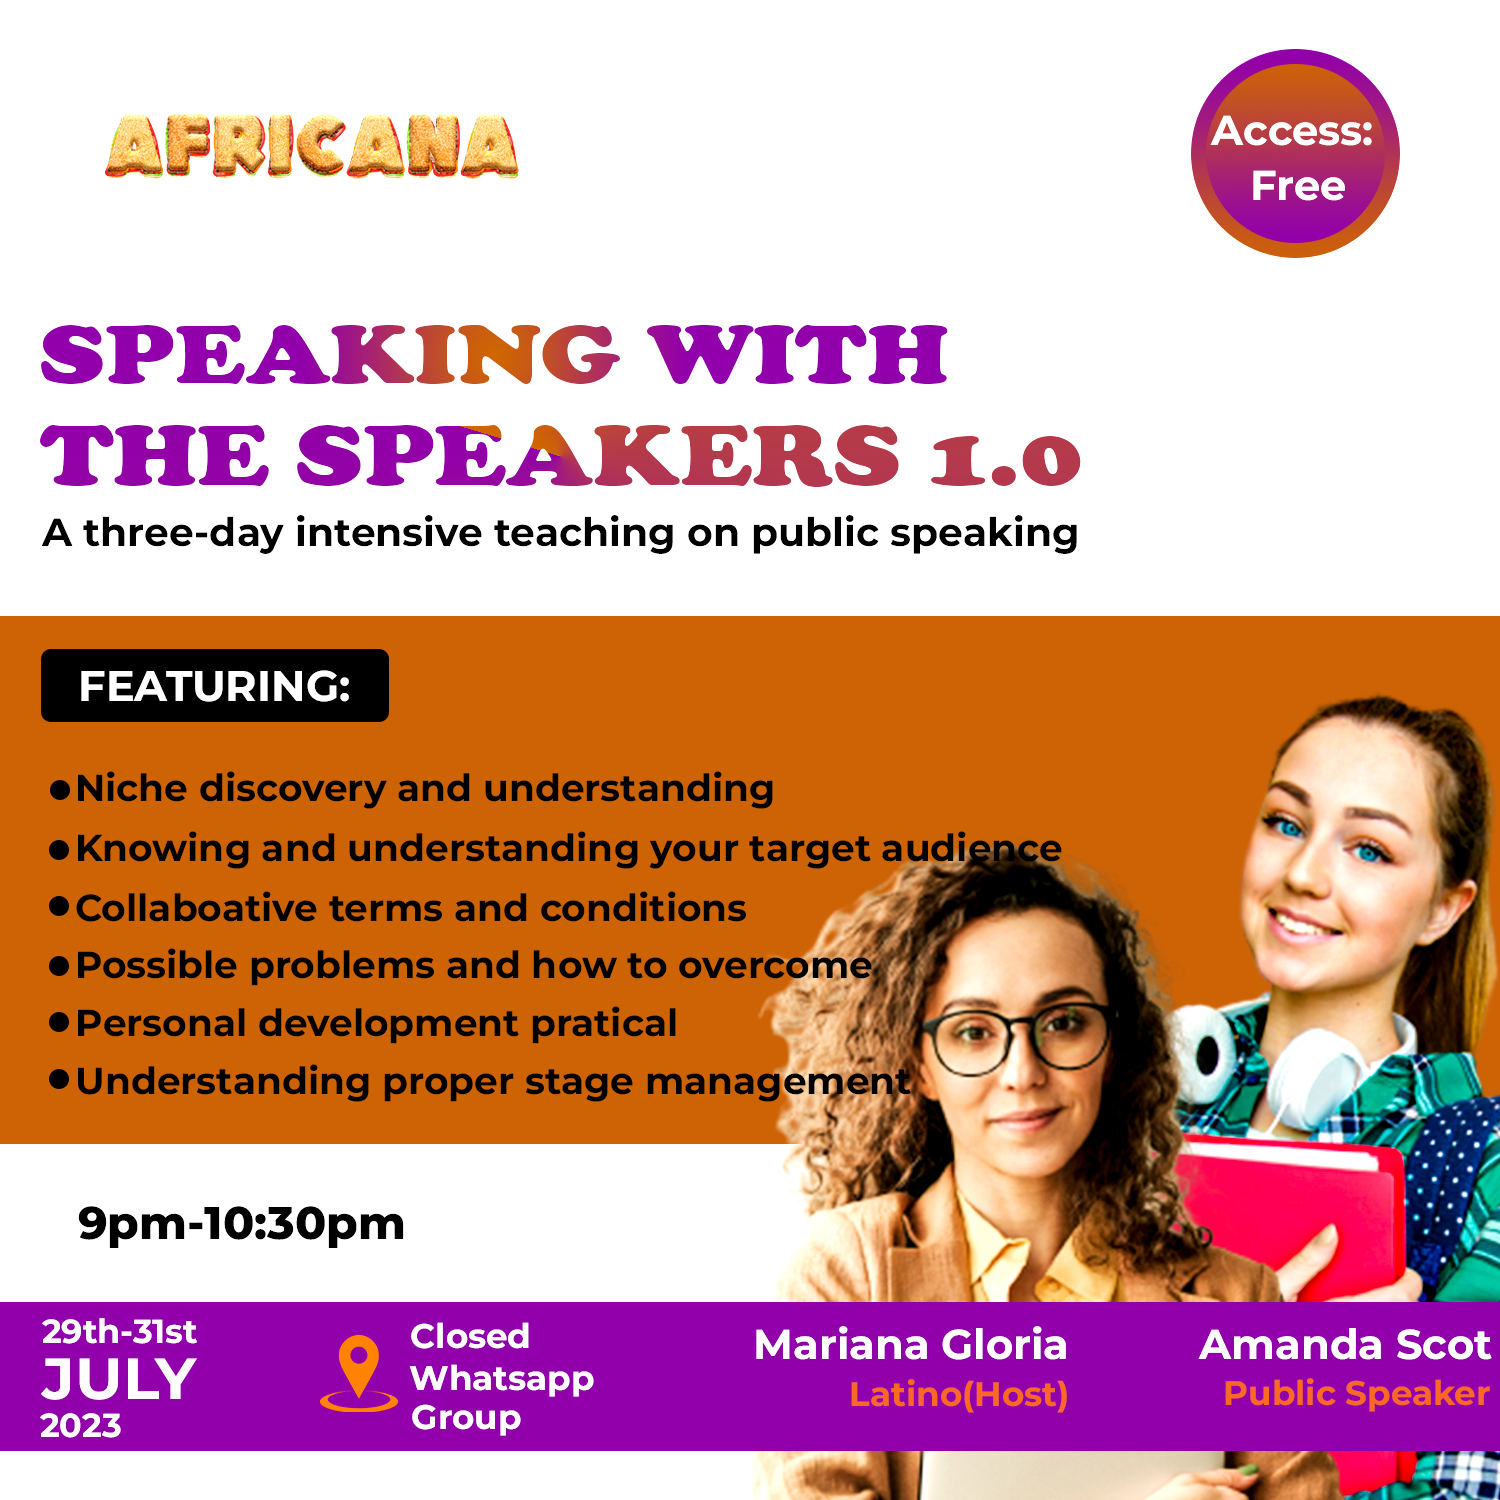 AFRICANA
Access:
Free
SPEAKING WITH
THE SPEAKERS 1.0
A three-day intensive teaching on public speaking
FEATURING:
•Niche discovery and understanding
•Knowing and understanding your target audience
•Collaboative terms and conditions
•Possible problems and how to overcome
•Personal development pratical
•Understanding proper stage management
9pm-10:30pm
29th-31st
JULY
2023
Closed
Whatsapp
Group
Mariana Gloria
Latino(Host)
Amanda Scot
Public Speaker